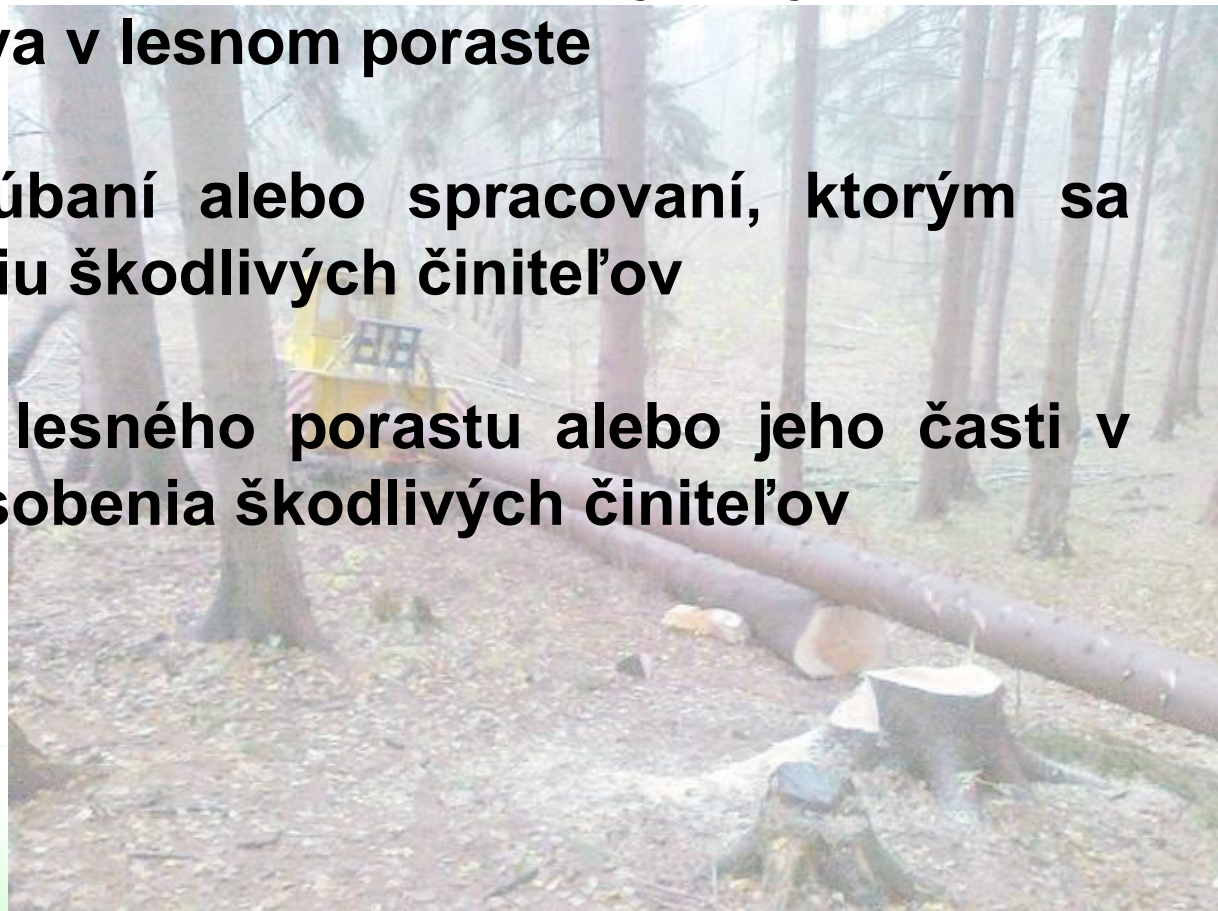 va v lesnom poraste
úbaní alebo spracovaní, ktorým sa
iu škodlivých činiteľov
lesného porastu alebo jeho časti v
sobenia škodlivých činiteľov